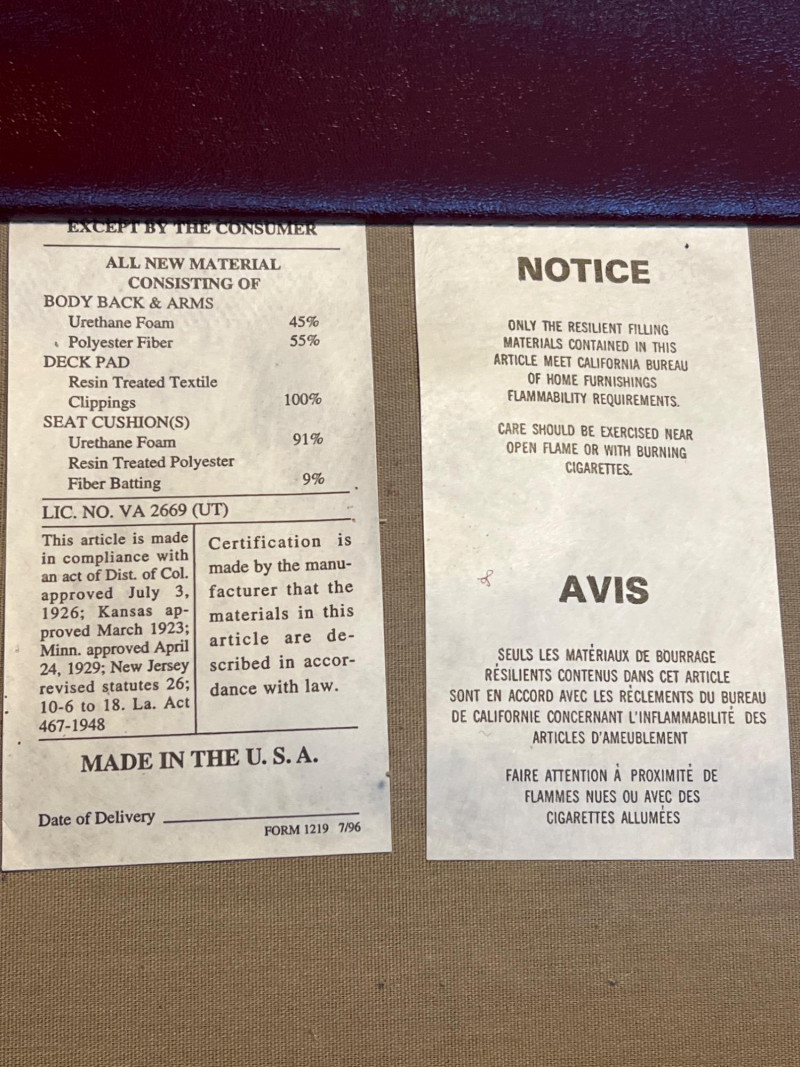 EXCEPT BY THE CONSUMER
ALL NEW MATERIAL
CONSISTING OF
BODY BACK & ARMS
Urethane Foam 45%
Polyester Fiber 55%
DECK PAD
Resin Treated Textile
Clippings 100%
SEAT CUSHION(S)
Urethane Foam 91%
Resin Treated Polyester
Fiber Batting 9%
LIC. NO. VA 2669 (UT)
This article is made
in compliance with
an act of Dist. of Col.
approved July 3,
1926; Kansas ap-
proved March 1923;
Minn. approved April
24, 1929; New Jersey
revised statutes 26;
10-6 to 18. La. Act
467-1948
Certification is
made by the manu-
facturer that the
materials in this
article are de-
scribed in accor-
dance with law.
MADE IN THE U. S. A.
Date of Delivery
FORM 1219 7/96
NOTICE
ONLY THE RESILIENT FILLING
MATERIALS CONTAINED IN THIS
ARTICLE MEET CALIFORNIA BUREAU
OF HOME FURNISHINGS
FLAMMABILITY REQUIREMENTS.
CARE SHOULD BE EXERCISED NEAR
OPEN FLAME OR WITH BURNING
CIGARETTES.
AVIS
SEULS LES MATÉRIAUX DE BOURRAGE
RÉSILIENTS CONTENUS DANS CET ARTICLE
SONT EN ACCORD AVEC LES RÈCLEMENTS DU BUREAU
DE CALIFORNIE CONCERNANT L'INFLAMMABILITÉ DES
ARTICLES D'AMEUBLEMENT
FAIRE ATTENTION À PROXIMITÉ DE
FLAMMES NUES OU AVEC DES
CIGARETTES ALLUMÉES